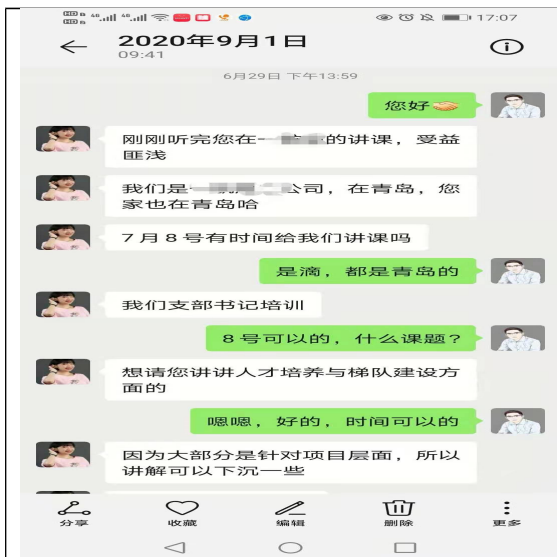 17:07
2020年9月1日
09:41
6月29日 下午13:59
您好
刚刚听完您在一 的讲课，受益
匪浅
我们是一 公司，在青岛，您
家也在青岛哈
7月8号有时间给我们讲课吗
是滴，都是青岛的
我们支部书记培训
8号可以的，什么课题？
想请您讲讲人才培养与梯队建设方
面的
嗯嗯，好的，时间可以的
因为大部分是针对项目层面，所以
讲解可以下沉一些
分享 收藏 编辑 删除 更多